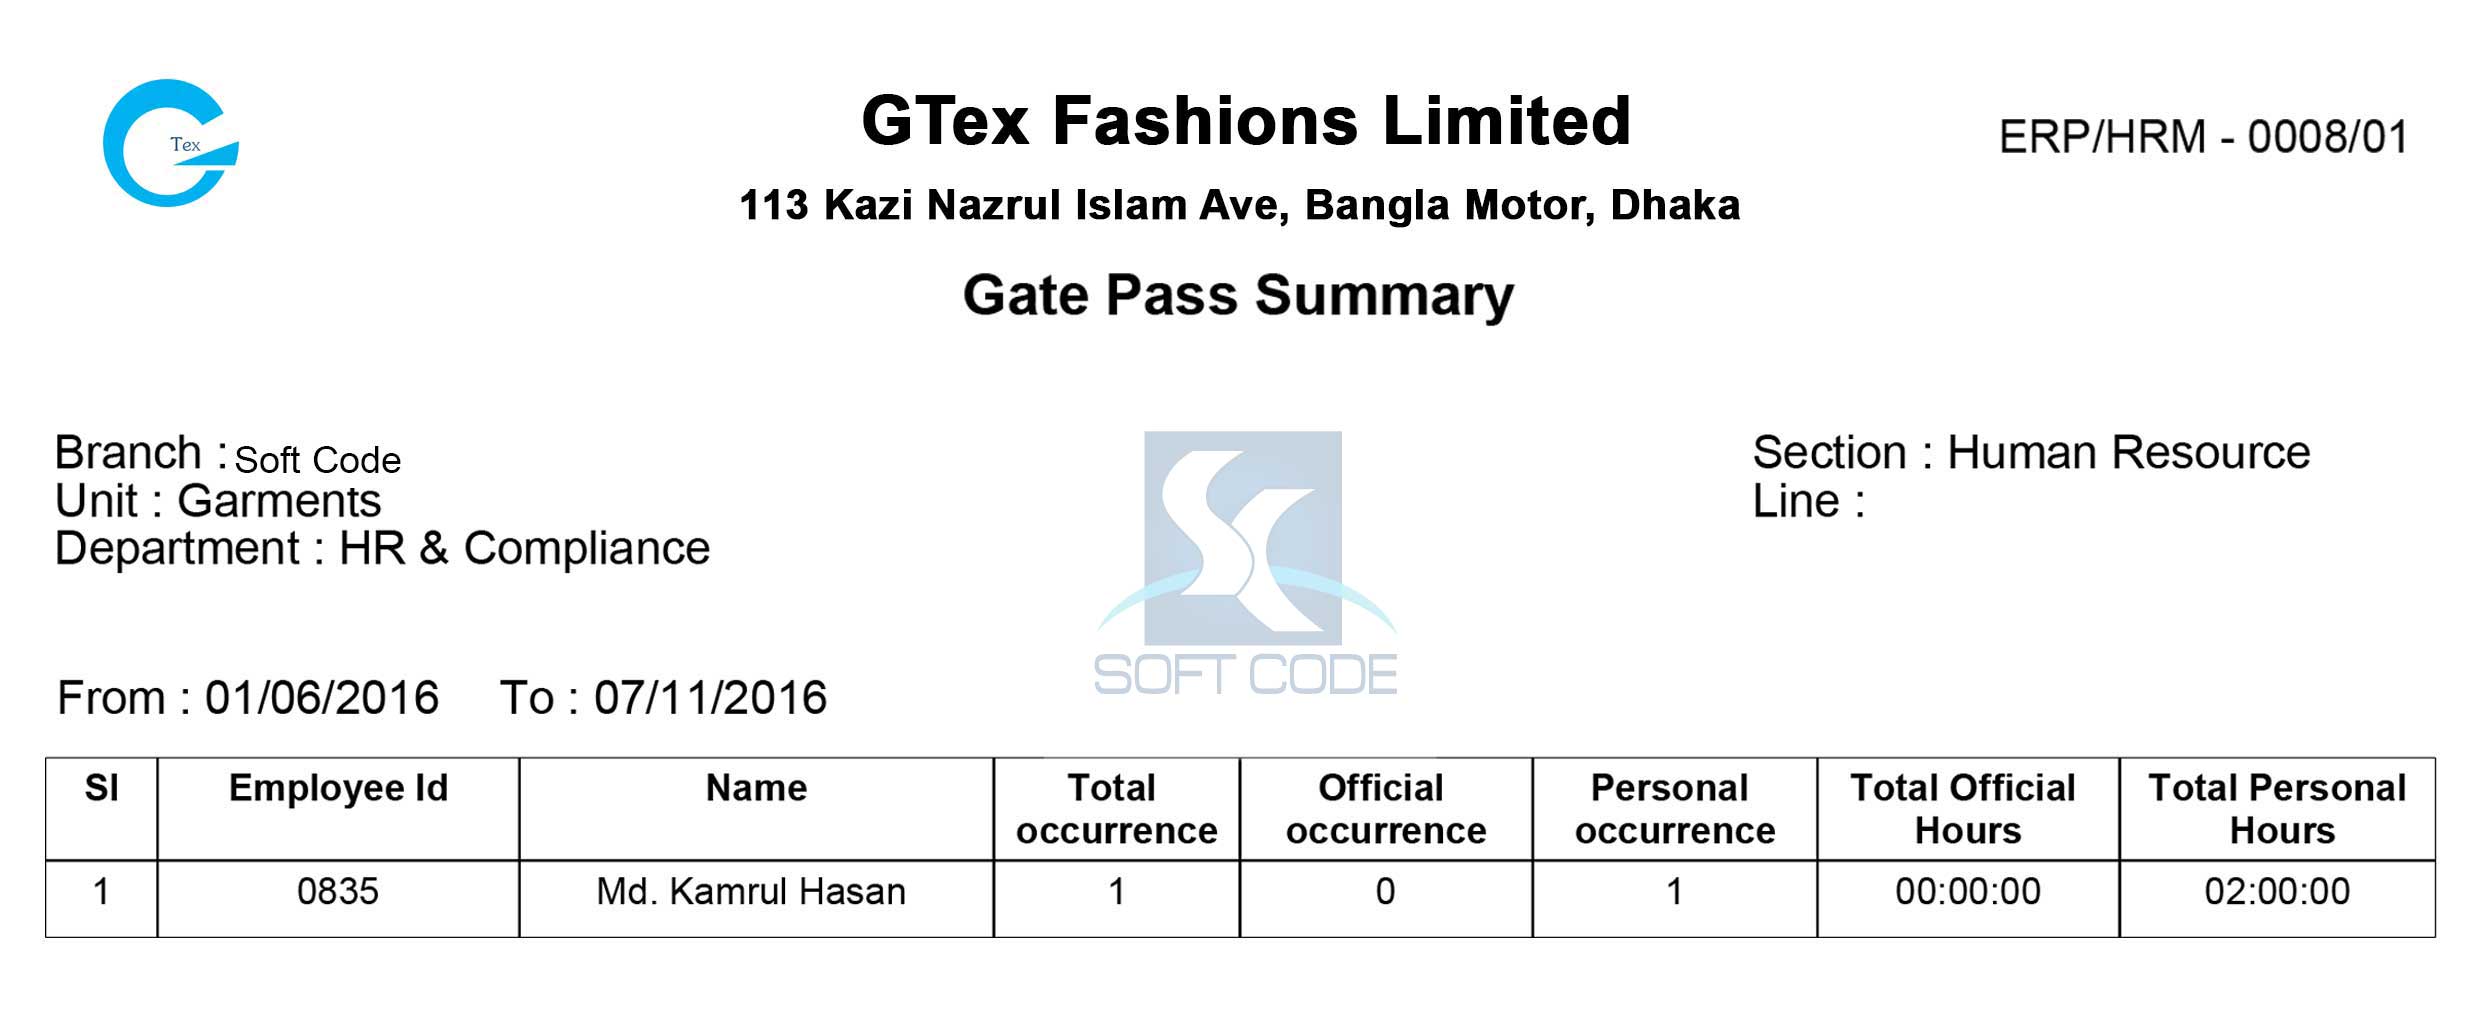 Tex
GTex Fashions Limited
ERP/HRM - 0008/01
113 Kazi Nazrul Islam Ave, Bangla Motor, Dhaka
Gate Pass Summary
Branch : Soft Code
Section : Human Resource
Unit : Garments
Line :
Department : HR & Compliance
SOFT CODE
From : 01/06/2016 To : 07/11/2016
Sl Employee Id Name Total occurrence Official occurrence Personal occurrence Total Official Hours Total Personal Hours
1 0835 Md. Kamrul Hasan 1 0 1 00:00:00 02:00:00